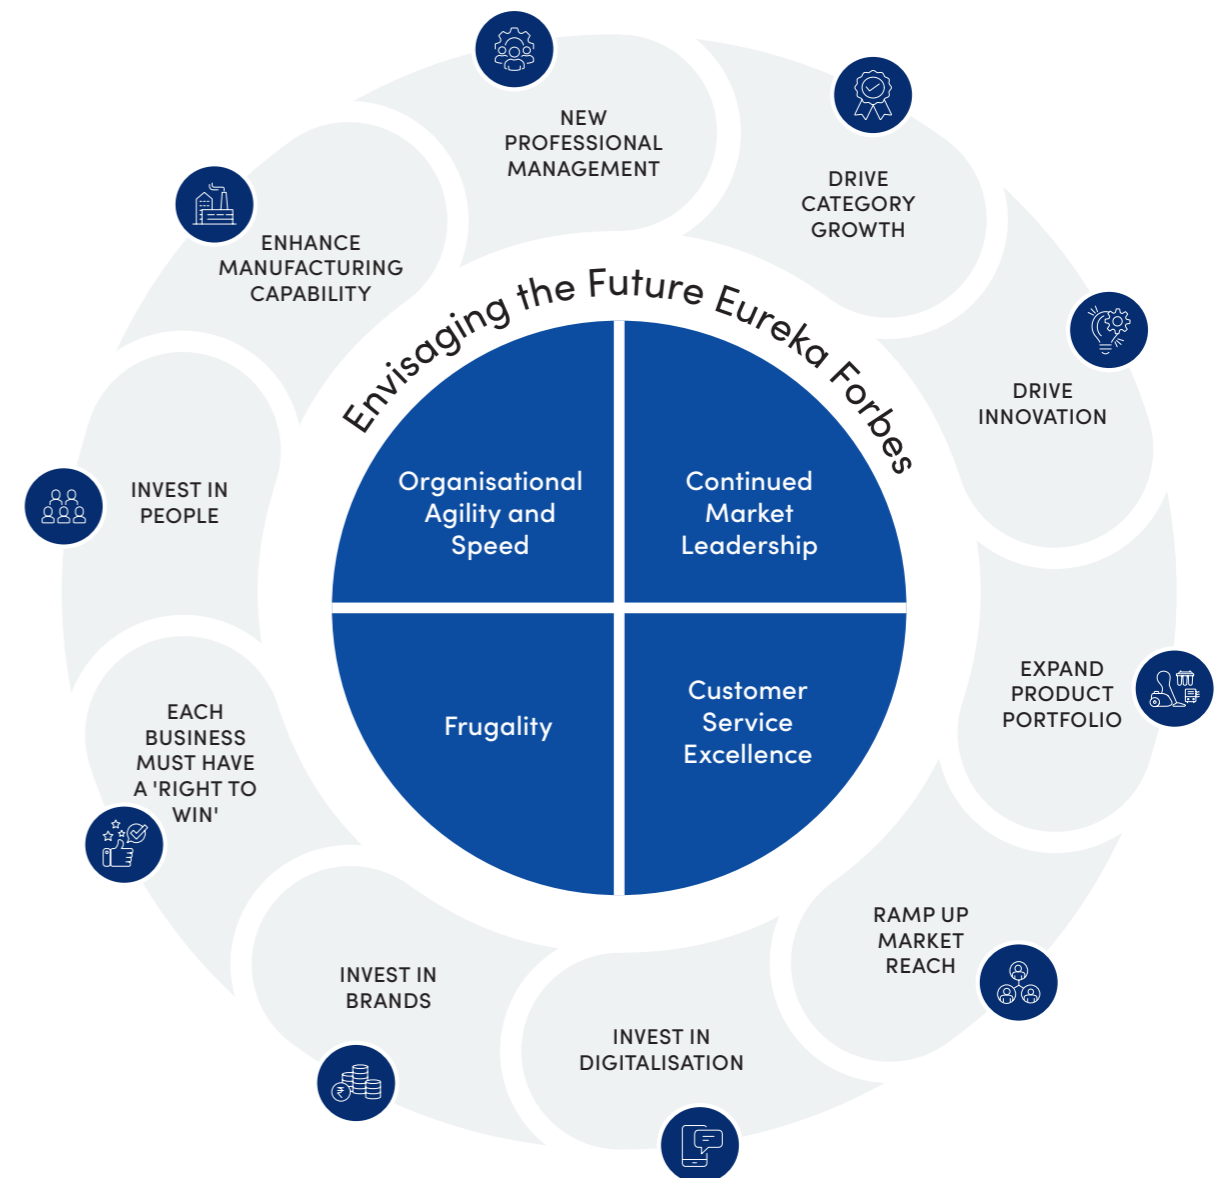 NEW
PROFESSIONAL
MANAGEMENT
DRIVE
CATEGORY
GROWTH
DRIVE
INNOVATION
EXPAND
PRODUCT
PORTFOLIO
RAMP UP
MARKET
REACH
INVEST IN
DIGITALISATION
INVEST IN
BRANDS
EACH
BUSINESS
MUST HAVE
A 'RIGHT TO
WIN'
INVEST IN
PEOPLE
ENHANCE
MANUFACTURING
CAPABILITY
Envisaging the Future Eureka Forbes
Organisational
Agility and
Speed
Continued
Market
Leadership
Frugality
Customer
Service
Excellence
₹